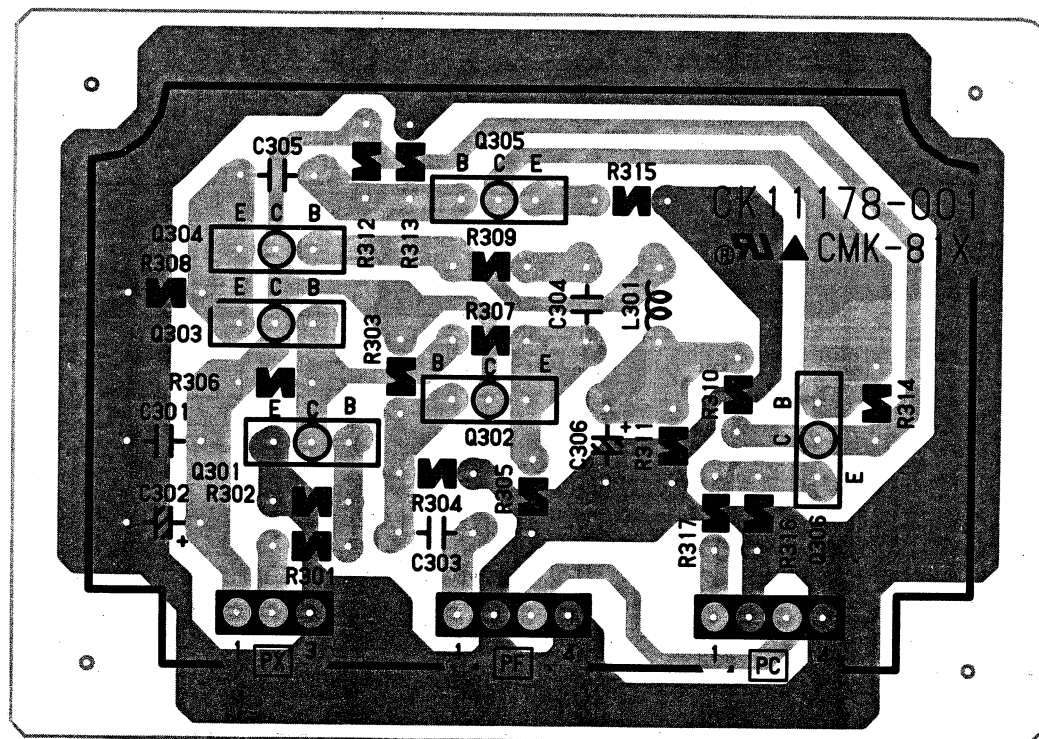 C305
Q305
B C E
R315
CK11178-001
CMK-81X
E C B
Q304
R312
R313
R309
R308
E C B
Q303
R303
R307
C304
L301
B C E
R306
R310
B
C
E
R314
C301
E C B
Q302
C306
+
R311
Q301
R302
C302
+
R304
R305
C303
R301
R317
R316
Q306
1 PX 3
1 PF 4
1 PC 4